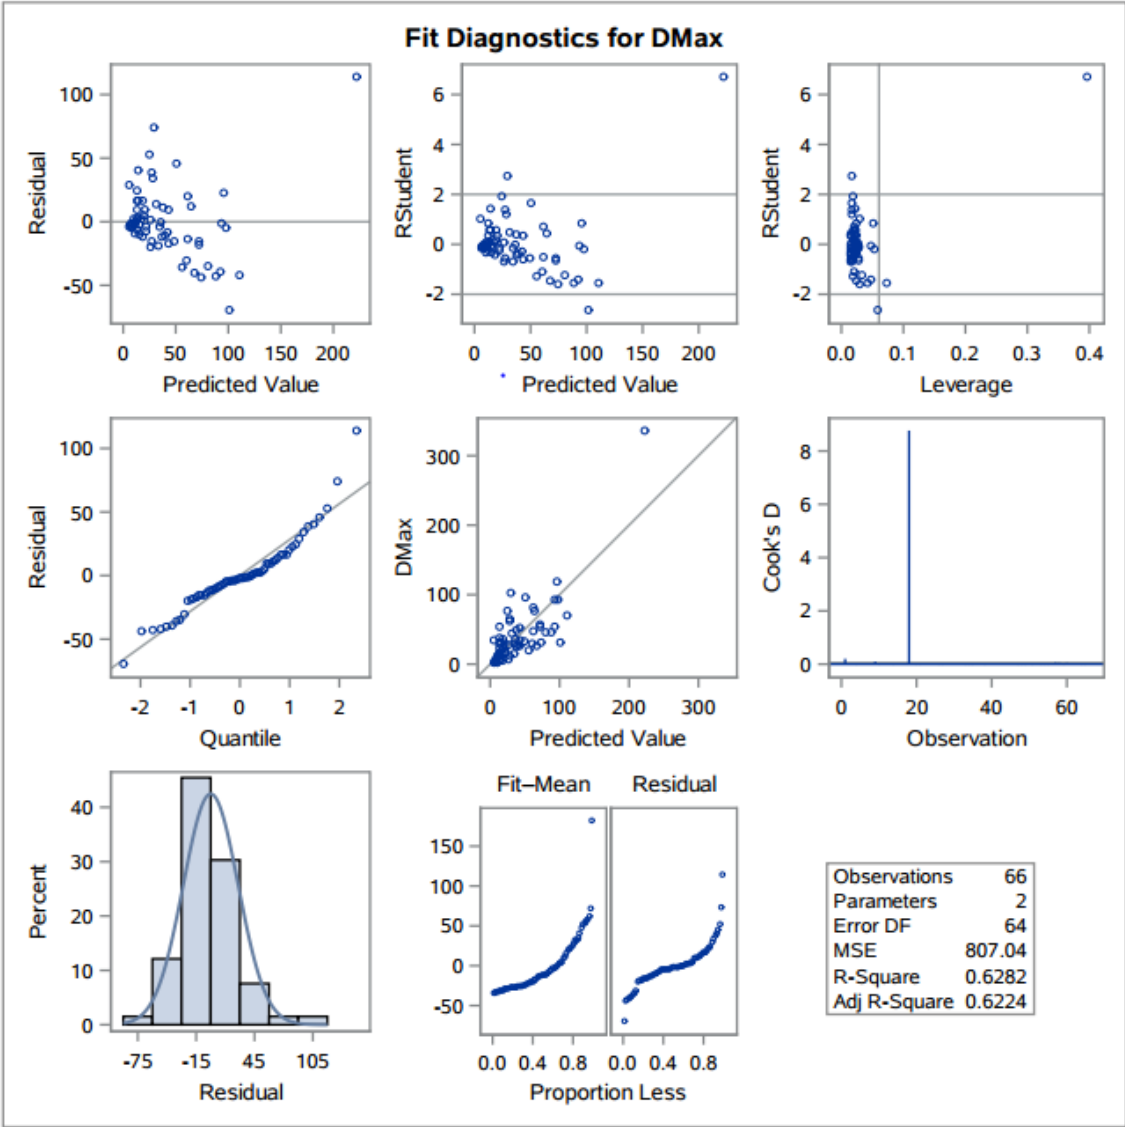 Fit Diagnostics for DMax
100
50
0
-50
Residual
0 50 100 150 200
Predicted Value
6
4
2
0
-2
RStudent
0 50 100 150 200
Predicted Value
6
4
2
0
-2
RStudent
0.0 0.1 0.2 0.3 0.4
Leverage
100
50
0
-50
Residual
-2 -1 0 1 2
Quantile
300
200
100
0
DMax
0 100 200 300
Predicted Value
8
6
4
2
0
Cook's D
0 20 40 60
Observation
40
30
20
10
0
Percent
-75 -15 45 105
Residual
Fit–Mean Residual
150
100
50
0
-50
0.0 0.4 0.8 0.0 0.4 0.8
Proportion Less
Observations 66
Parameters 2
Error DF 64
MSE 807.04
R-Square 0.6282
Adj R-Square 0.6224